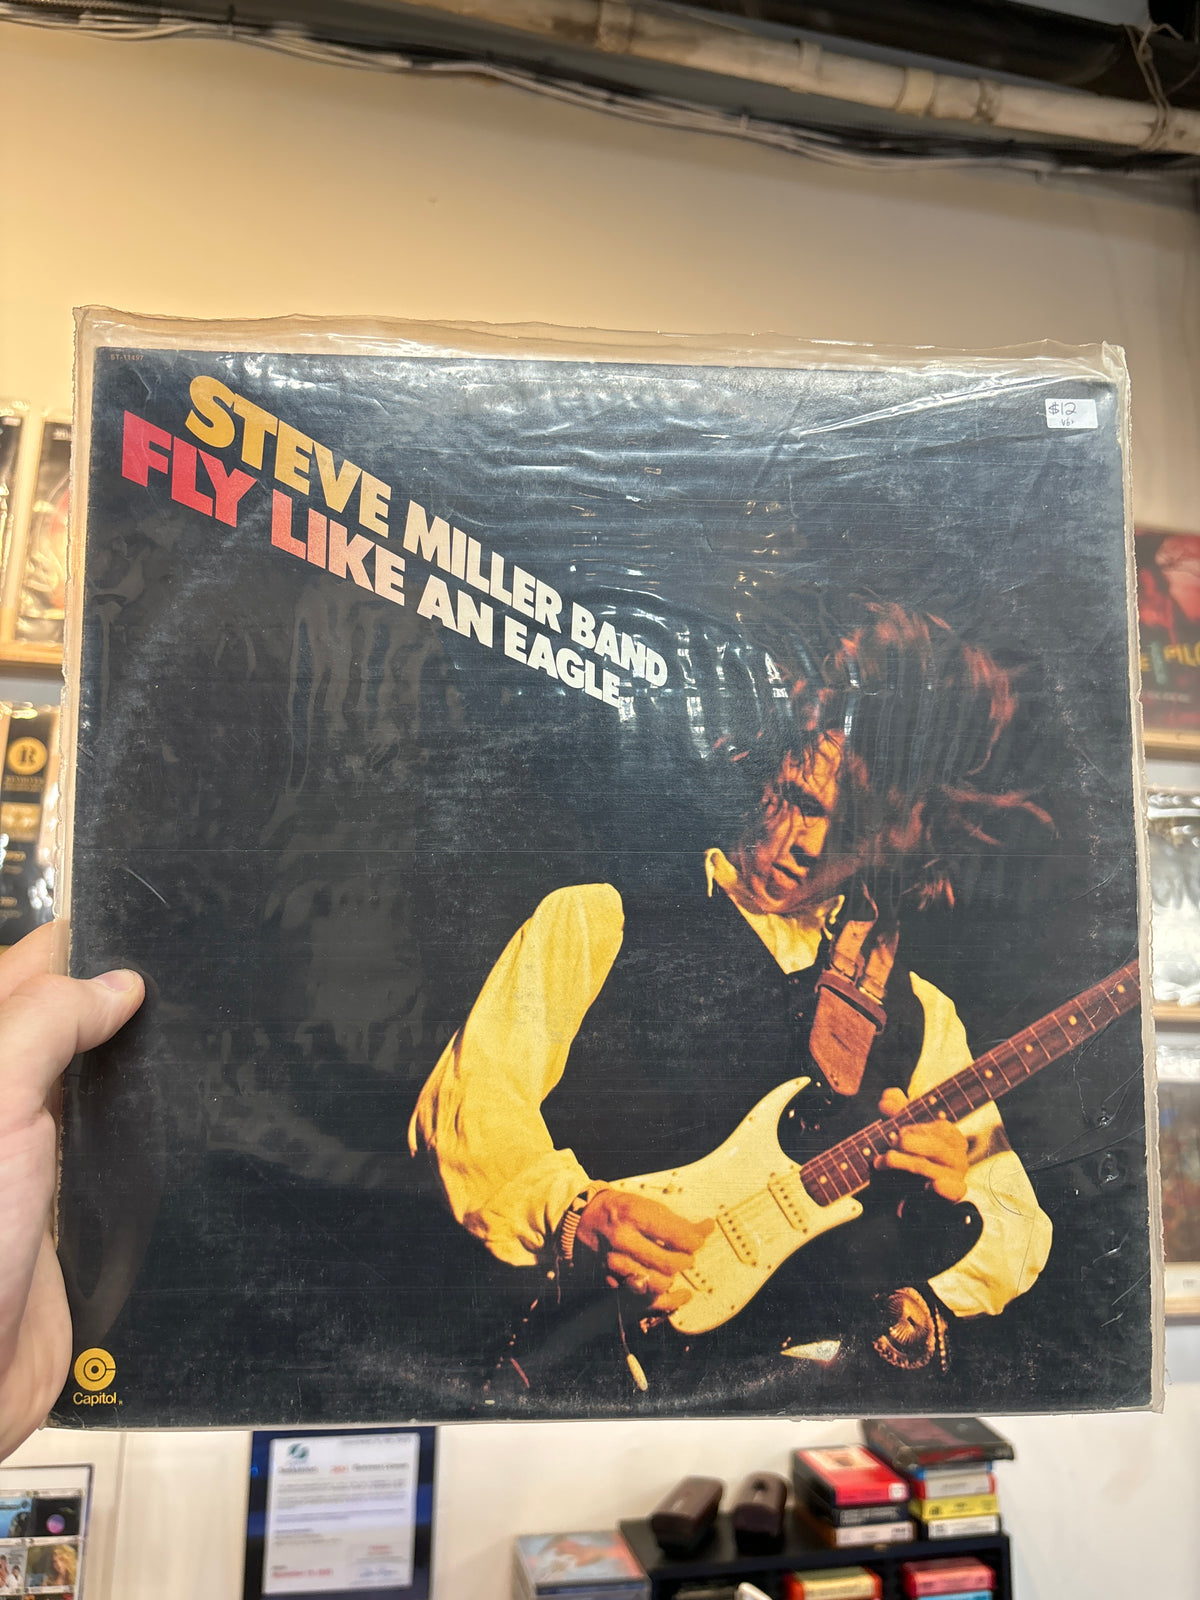 ST-11497
STEVE MILLER BAND
FLY LIKE AN EAGLE
$12
VG+
Capitol